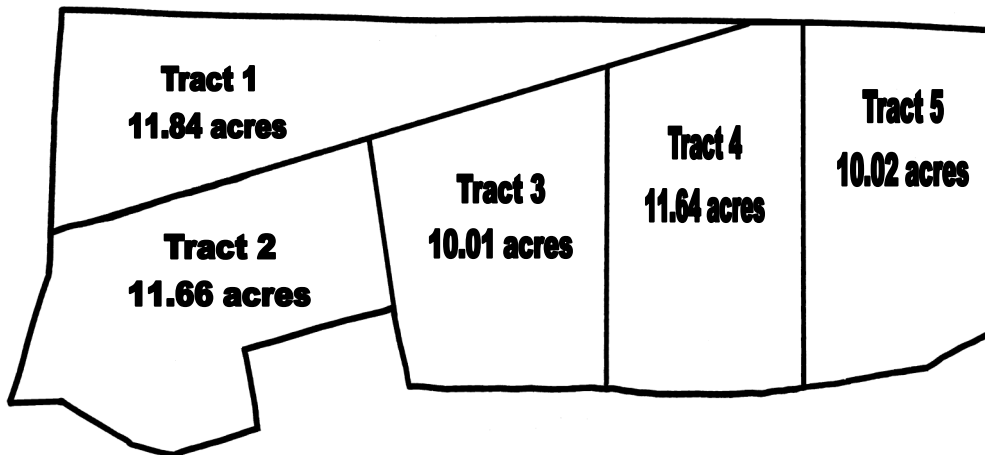 Tract 1
11.84 acres
Tract 2
11.66 acres
Tract 3
10.01 acres
Tract 4
11.64 acres
Tract 5
10.02 acres